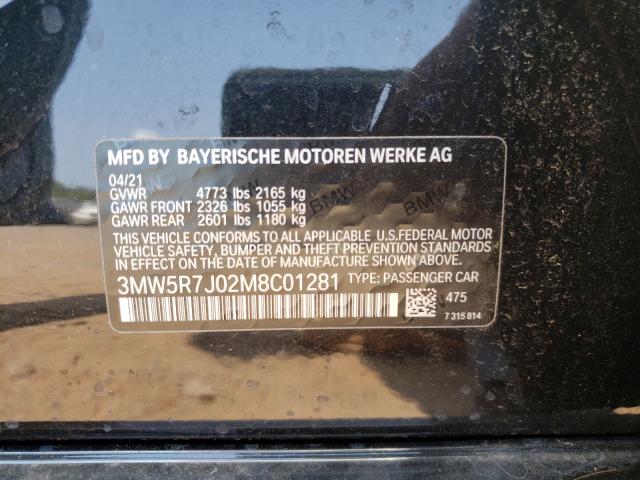 MFD BY BAYERISCHE MOTOREN WERKE AG
04/21
GVWR 4773 lbs 2165 kg
GAWR FRONT 2326 lbs 1055 kg
GAWR REAR 2601 lbs 1180 kg
THIS VEHICLE CONFORMS TO ALL APPLICABLE U.S.FEDERAL MOTOR
VEHICLE SAFETY, BUMPER AND THEFT PREVENTION STANDARDS
IN EFFECT ON THE DATE OF MANUFACTURE SHOWN ABOVE.
3MW5R7J02M8C01281 TYPE: PASSENGER CAR
475
7 315 814
BMW
BMW